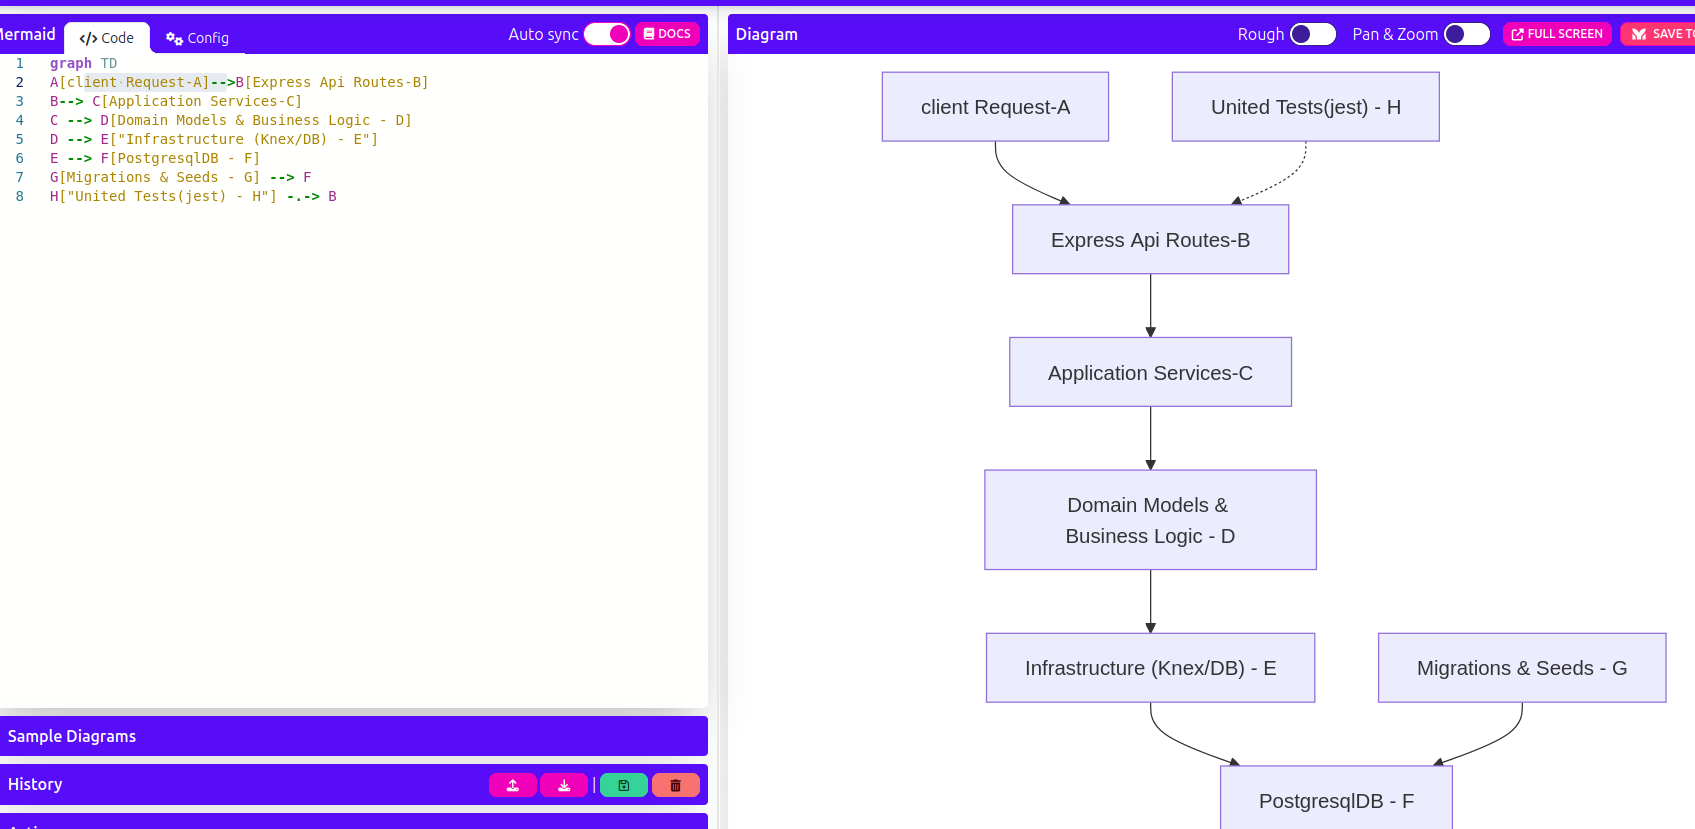 Mermaid
Code
Config
Auto sync
DOCS
1 graph TD
2 A[client Request-A]-->B[Express Api Routes-B]
3 B--> C[Application Services-C]
4 C --> D[Domain Models & Business Logic - D]
5 D --> E["Infrastructure (Knex/DB) - E"]
6 E --> F[PostgresqlDB - F]
7 G[Migrations & Seeds - G] --> F
8 H["United Tests(jest) - H"] -.-> B
Sample Diagrams
History
Diagram
Rough
Pan & Zoom
FULL SCREEN
SAVE TO
client Request-A
United Tests(jest) - H
Express Api Routes-B
Application Services-C
Domain Models &
Business Logic - D
Infrastructure (Knex/DB) - E
Migrations & Seeds - G
PostgresqlDB - F